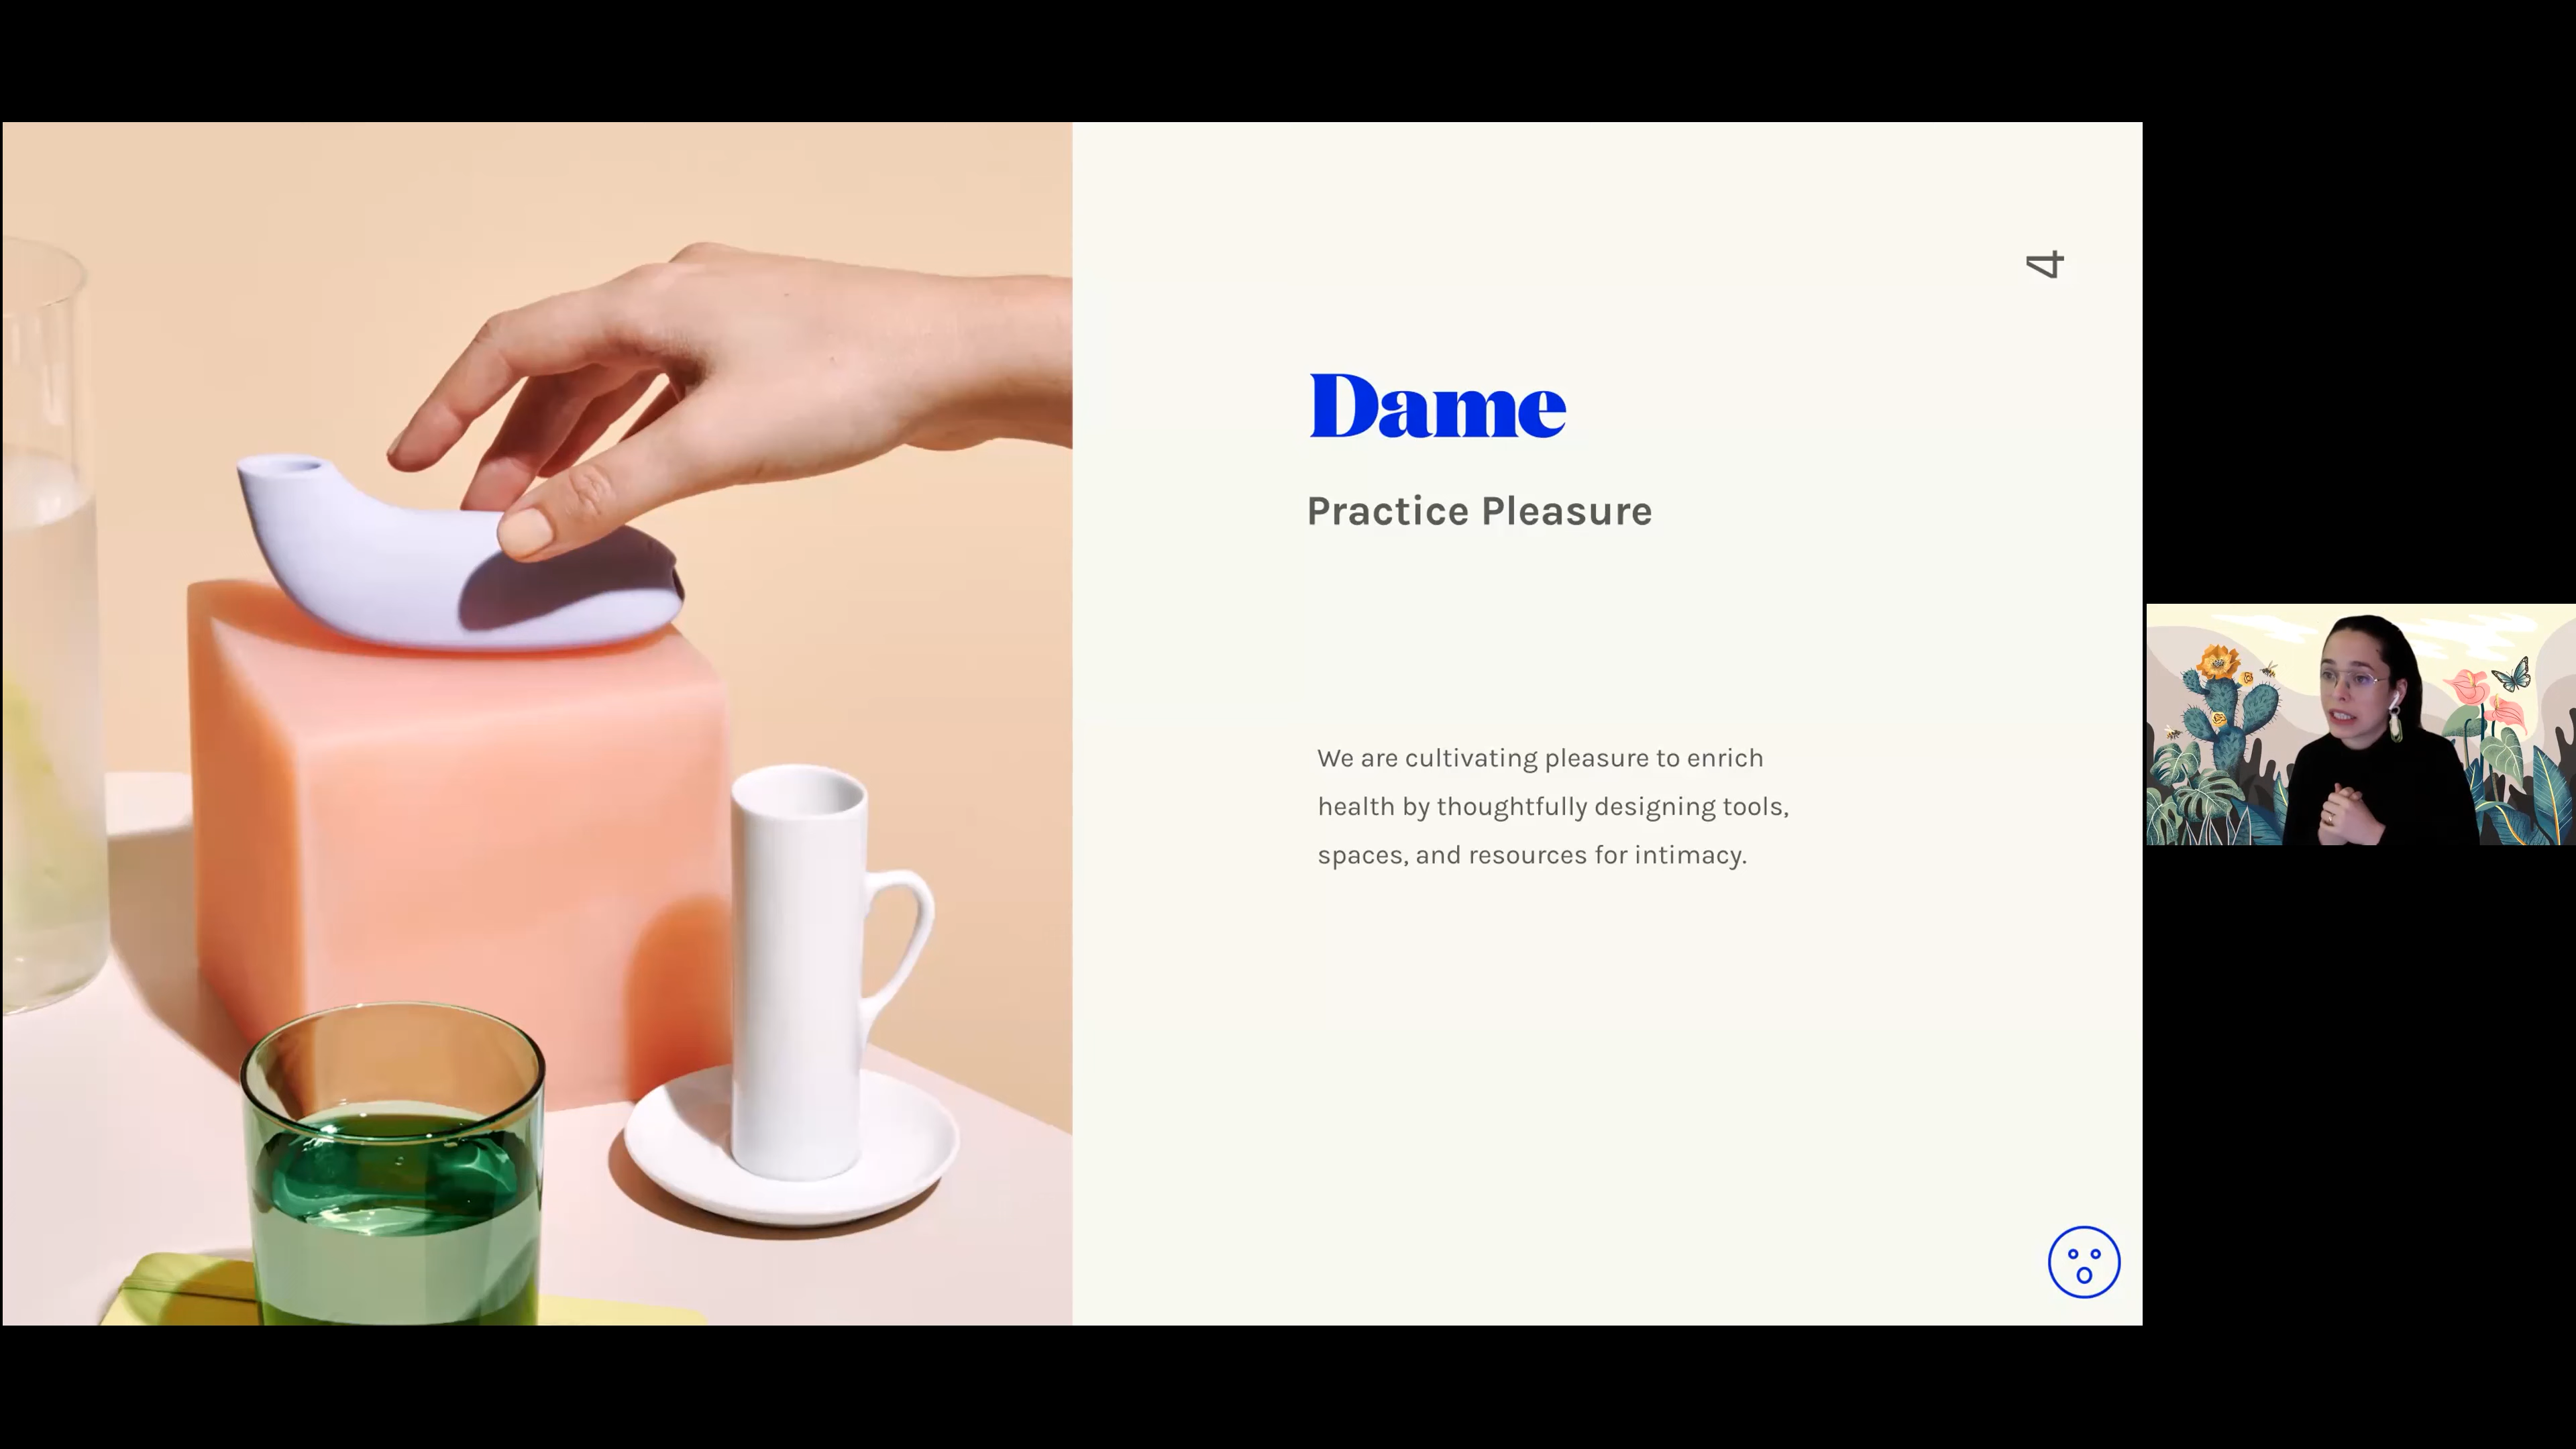 4
Dame
Practice Pleasure
We are cultivating pleasure to enrich
health by thoughtfully designing tools,
spaces, and resources for intimacy.